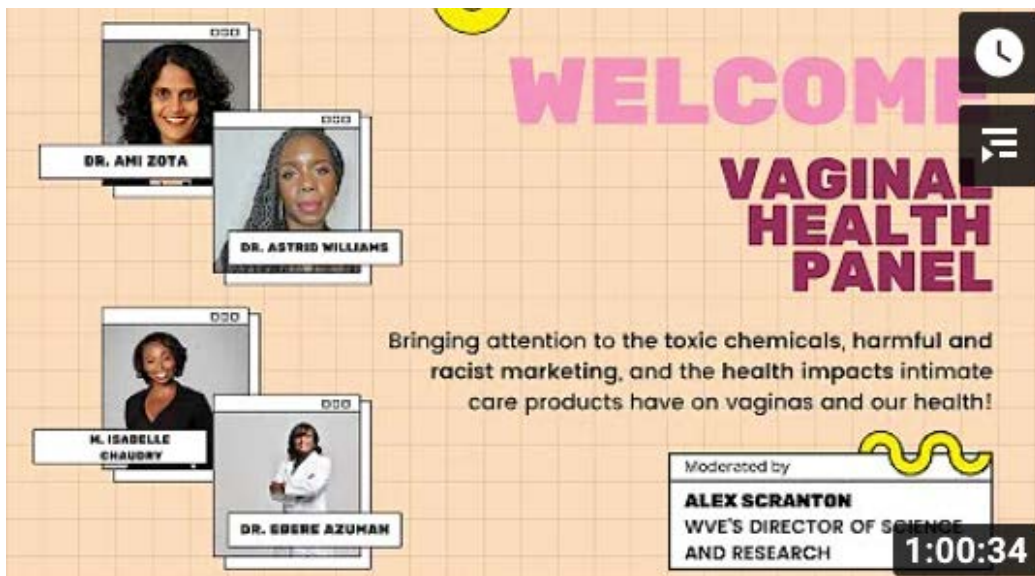 WELCOME
VAGINAL
HEALTH
PANEL
DR. AMI ZOTA
DR. ASTRID WILLIAMS
M. ISABELLE
CHAUDRY
DR. EBERE AZUMAH
Bringing attention to the toxic chemicals, harmful and
racist marketing, and the health impacts intimate
care products have on vaginas and our health!
Moderated by
ALEX SCRANTON
WVE'S DIRECTOR OF SCIENCE
AND RESEARCH
1:00:34